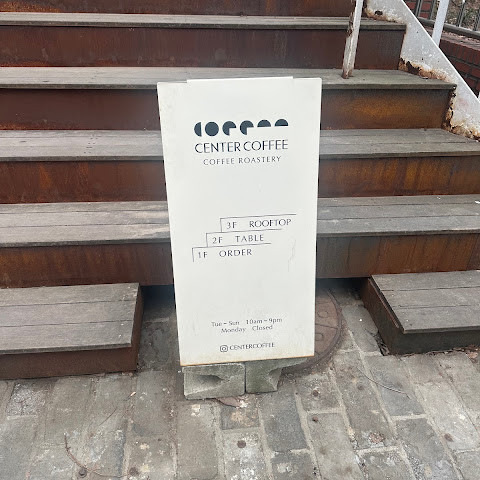 CENTER COFFEE
COFFEE ROASTERY
3F ROOFTOP
2F TABLE
1F ORDER
Tue - Sun 10am - 9pm
Monday Closed
CENTERCOFFEE